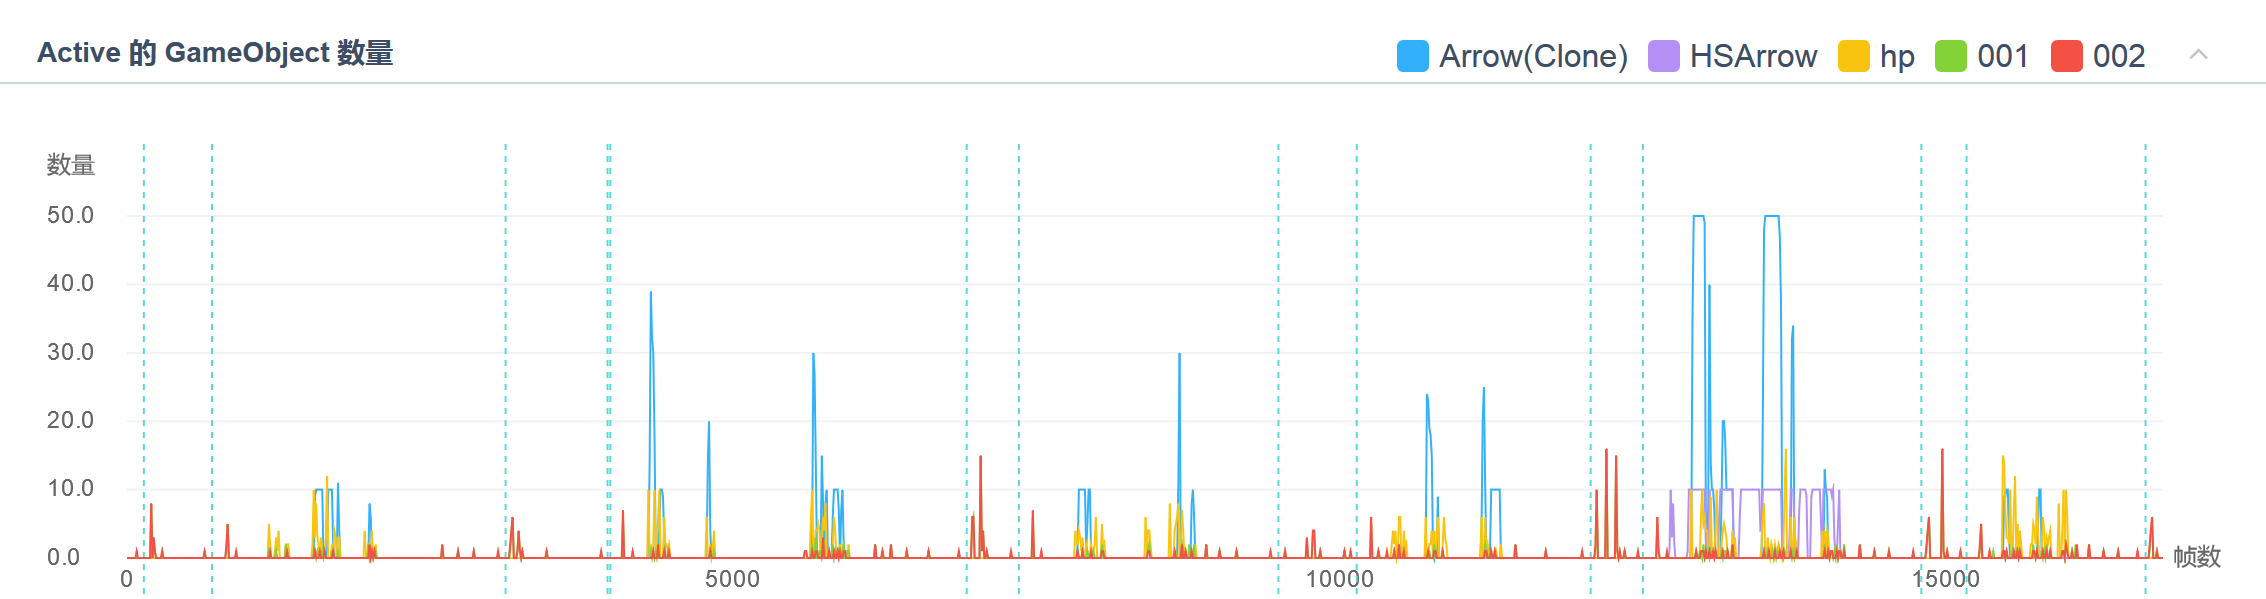 Active 的 GameObject 数量
Arrow(Clone) HSArrow hp 001 002
数量
50.0
40.0
30.0
20.0
10.0
0.0
0 5000 10000 15000
帧数